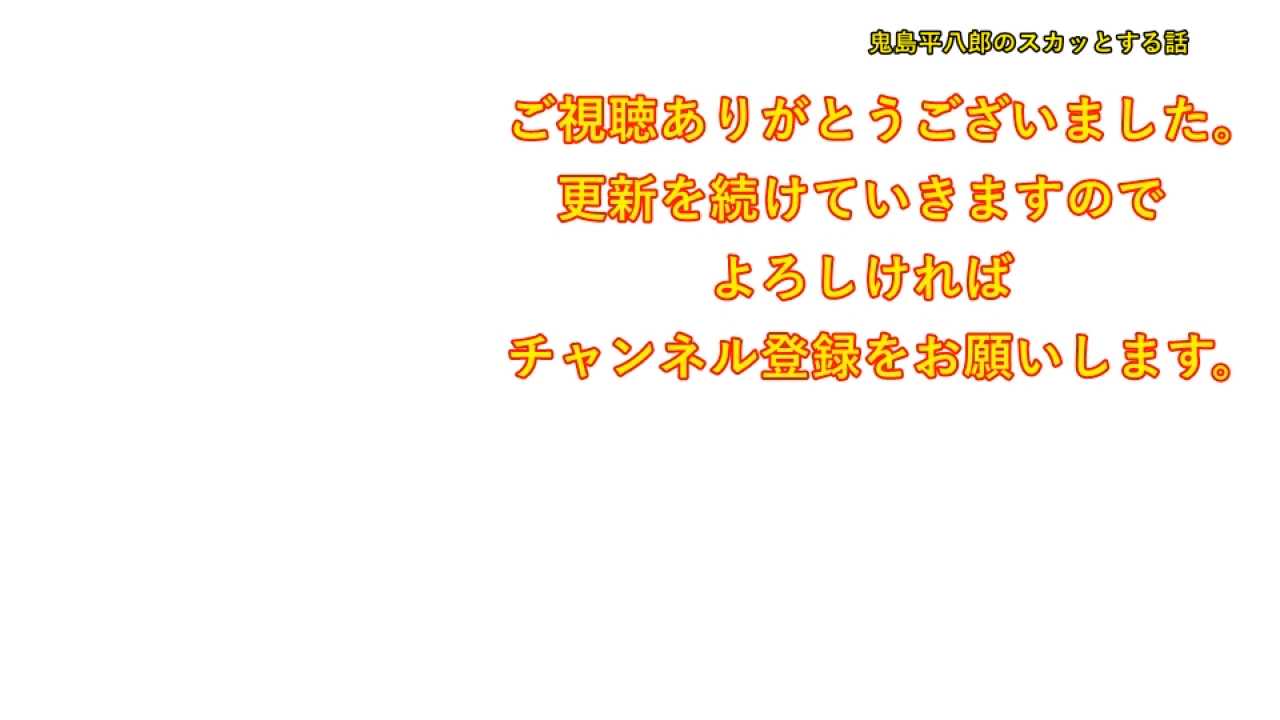 鬼島平八郎のスカッとする話
ご視聴ありがとうございました。
更新を続けていきますので
よろしければ
チャンネル登録をお願いします。